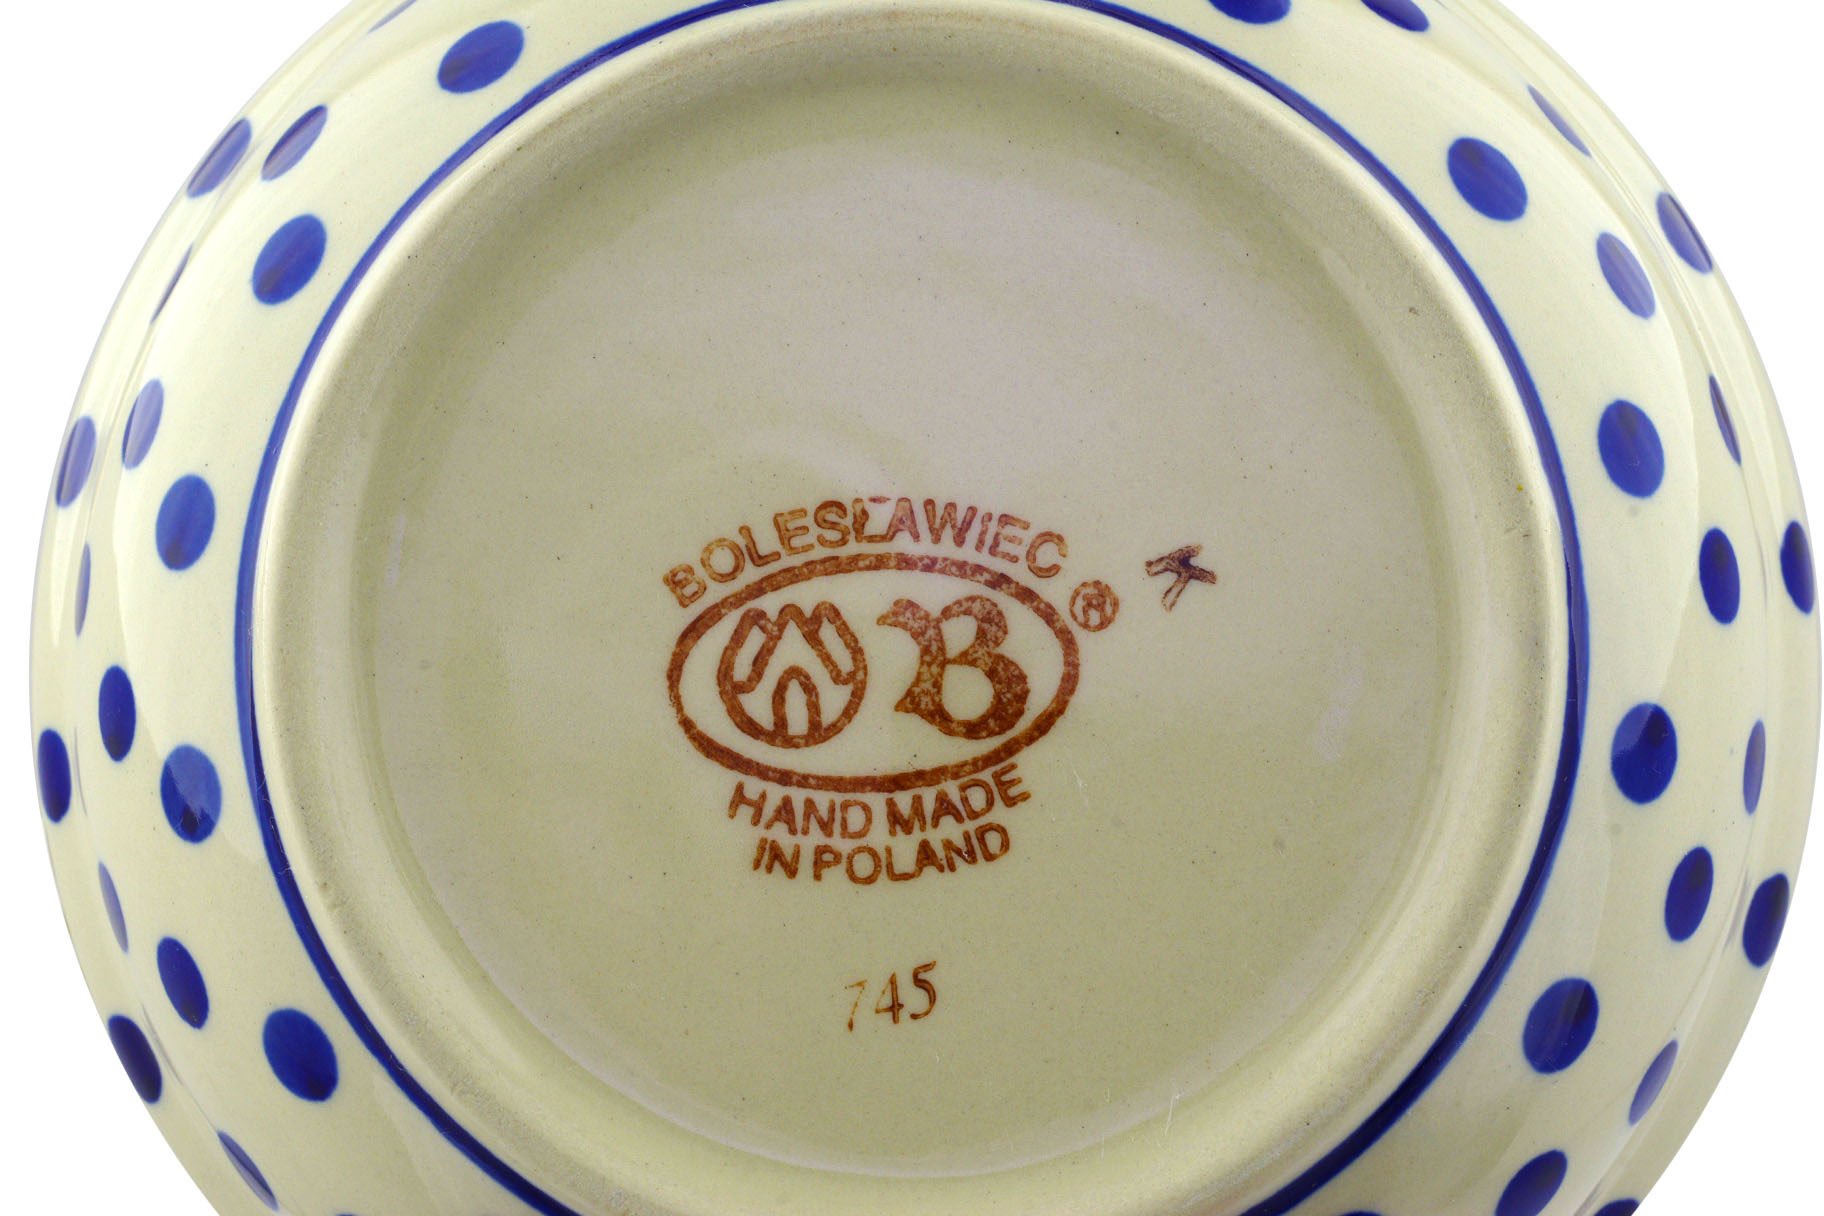 BOLESŁAWIEC
®
K
B
HAND MADE
IN POLAND
745